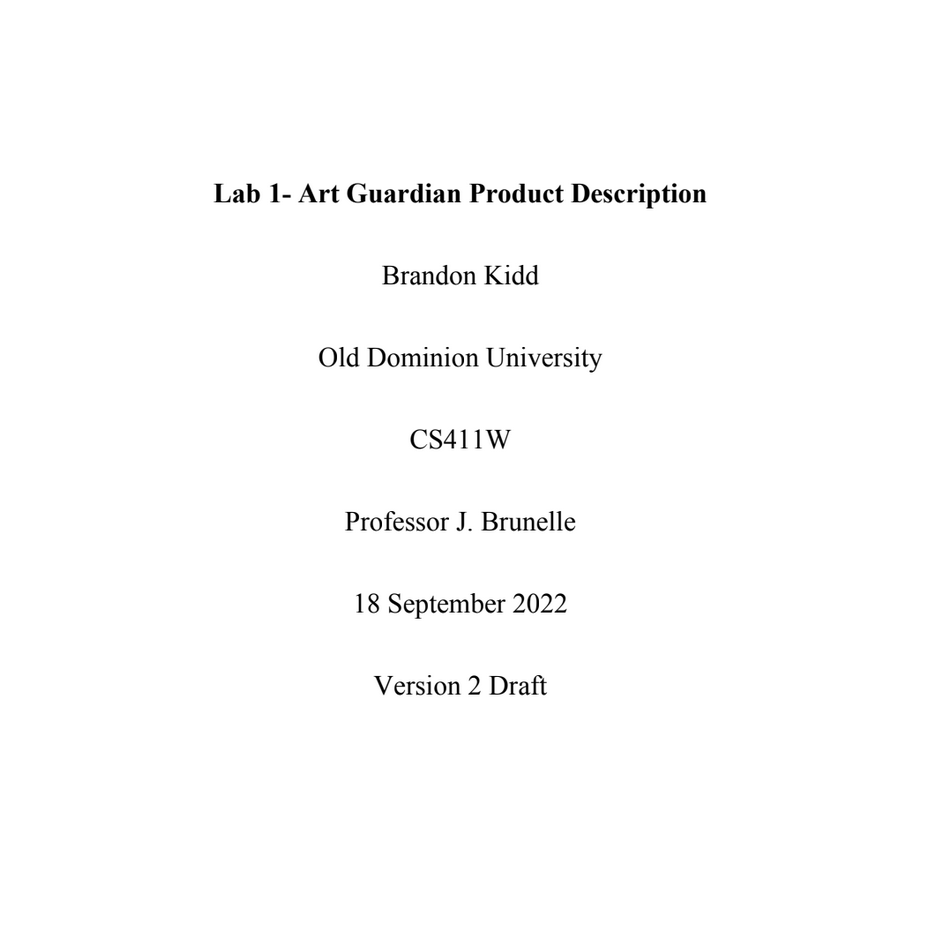 Lab 1- Art Guardian Product Description
Brandon Kidd
Old Dominion University
CS411W
Professor J. Brunelle
18 September 2022
Version 2 Draft